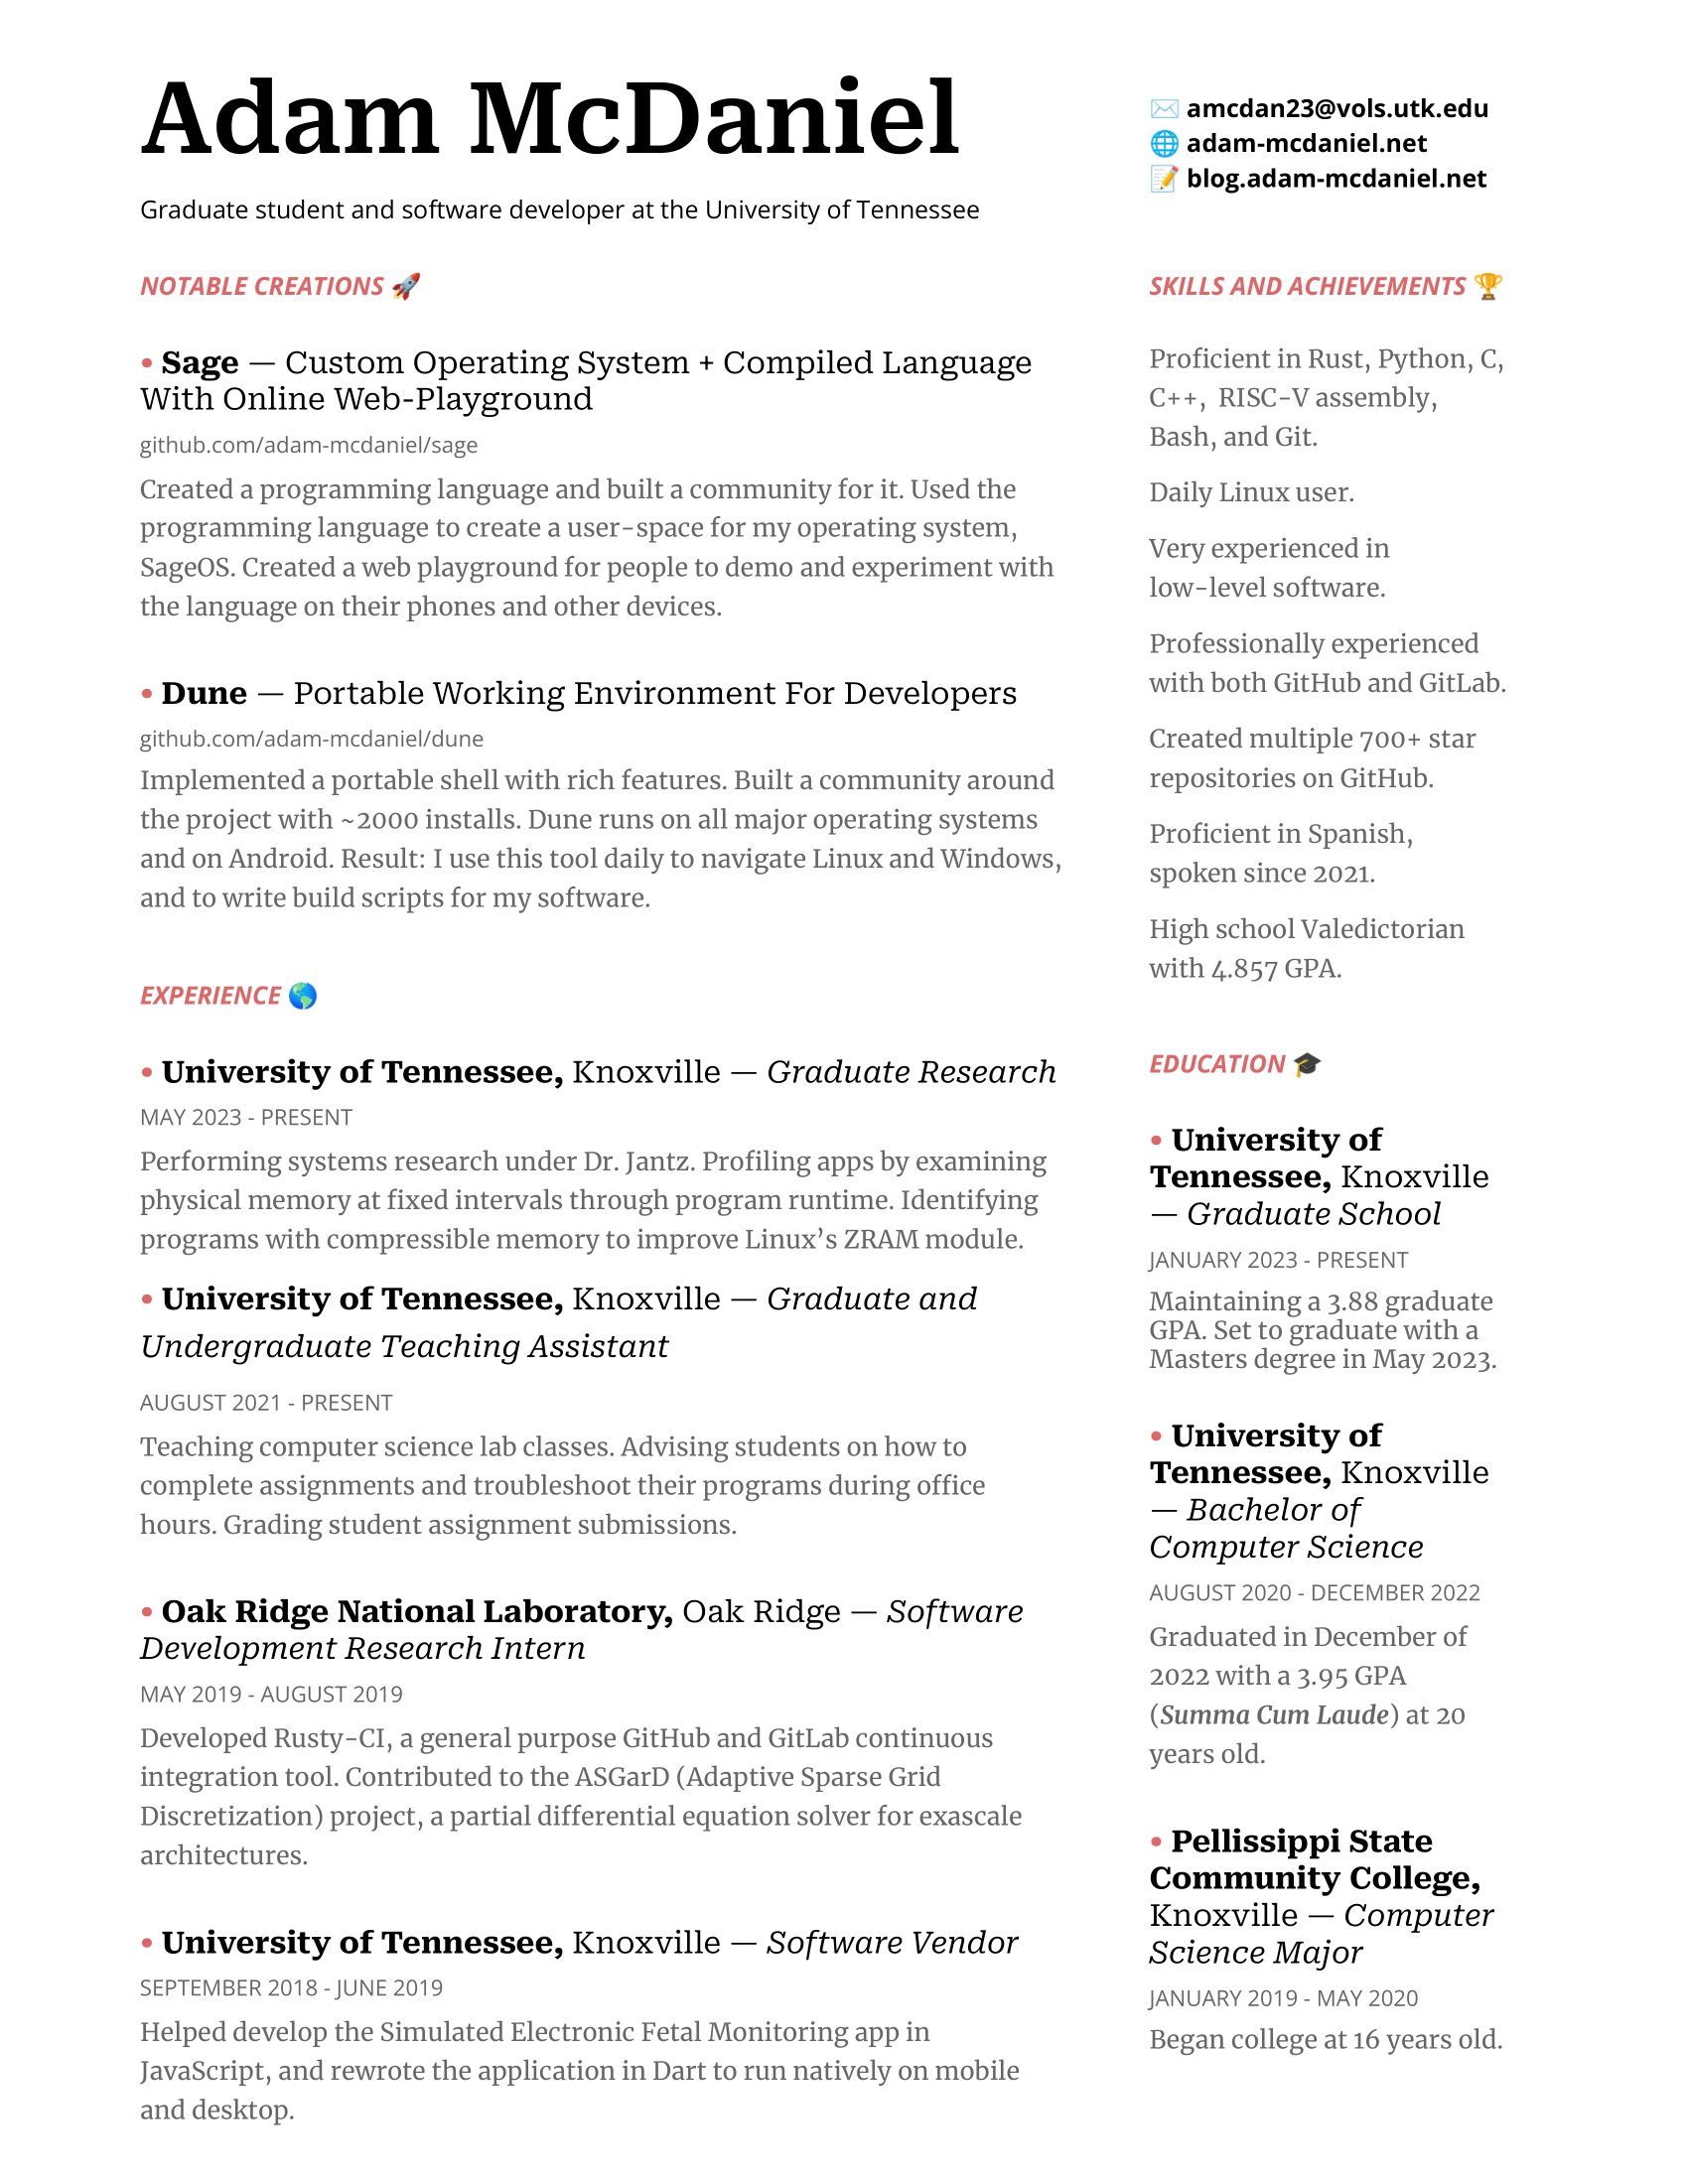 Adam McDaniel
Graduate student and software developer at the University of Tennessee
✉️ amcdan23@vols.utk.edu
🌐 adam-mcdaniel.net
📝 blog.adam-mcdaniel.net
NOTABLE CREATIONS 🚀
• Sage — Custom Operating System + Compiled Language
With Online Web-Playground
github.com/adam-mcdaniel/sage
Created a programming language and built a community for it. Used the
programming language to create a user-space for my operating system,
SageOS. Created a web playground for people to demo and experiment with
the language on their phones and other devices.
• Dune — Portable Working Environment For Developers
github.com/adam-mcdaniel/dune
Implemented a portable shell with rich features. Built a community around
the project with ~2000 installs. Dune runs on all major operating systems
and on Android. Result: I use this tool daily to navigate Linux and Windows,
and to write build scripts for my software.
EXPERIENCE 🌎
• University of Tennessee, Knoxville — Graduate Research
MAY 2023 - PRESENT
Performing systems research under Dr. Jantz. Profiling apps by examining
physical memory at fixed intervals through program runtime. Identifying
programs with compressible memory to improve Linux’s ZRAM module.
• University of Tennessee, Knoxville — Graduate and
Undergraduate Teaching Assistant
AUGUST 2021 - PRESENT
Teaching computer science lab classes. Advising students on how to
complete assignments and troubleshoot their programs during office
hours. Grading student assignment submissions.
• Oak Ridge National Laboratory, Oak Ridge — Software
Development Research Intern
MAY 2019 - AUGUST 2019
Developed Rusty-CI, a general purpose GitHub and GitLab continuous
integration tool. Contributed to the ASGarD (Adaptive Sparse Grid
Discretization) project, a partial differential equation solver for exascale
architectures.
• University of Tennessee, Knoxville — Software Vendor
SEPTEMBER 2018 - JUNE 2019
Helped develop the Simulated Electronic Fetal Monitoring app in
JavaScript, and rewrote the application in Dart to run natively on mobile
and desktop.
SKILLS AND ACHIEVEMENTS 🏆
Proficient in Rust, Python, C,
C++,  RISC-V assembly,
Bash, and Git.
Daily Linux user.
Very experienced in
low-level software.
Professionally experienced
with both GitHub and GitLab.
Created multiple 700+ star
repositories on GitHub.
Proficient in Spanish,
spoken since 2021.
High school Valedictorian
with 4.857 GPA.
EDUCATION 🎓
• University of
Tennessee, Knoxville
— Graduate School
JANUARY 2023 - PRESENT
Maintaining a 3.88 graduate
GPA. Set to graduate with a
Masters degree in May 2023.
• University of
Tennessee, Knoxville
— Bachelor of
Computer Science
AUGUST 2020 - DECEMBER 2022
Graduated in December of
2022 with a 3.95 GPA
(Summa Cum Laude) at 20
years old.
• Pellissippi State
Community College,
Knoxville — Computer
Science Major
JANUARY 2019 - MAY 2020
Began college at 16 years old.